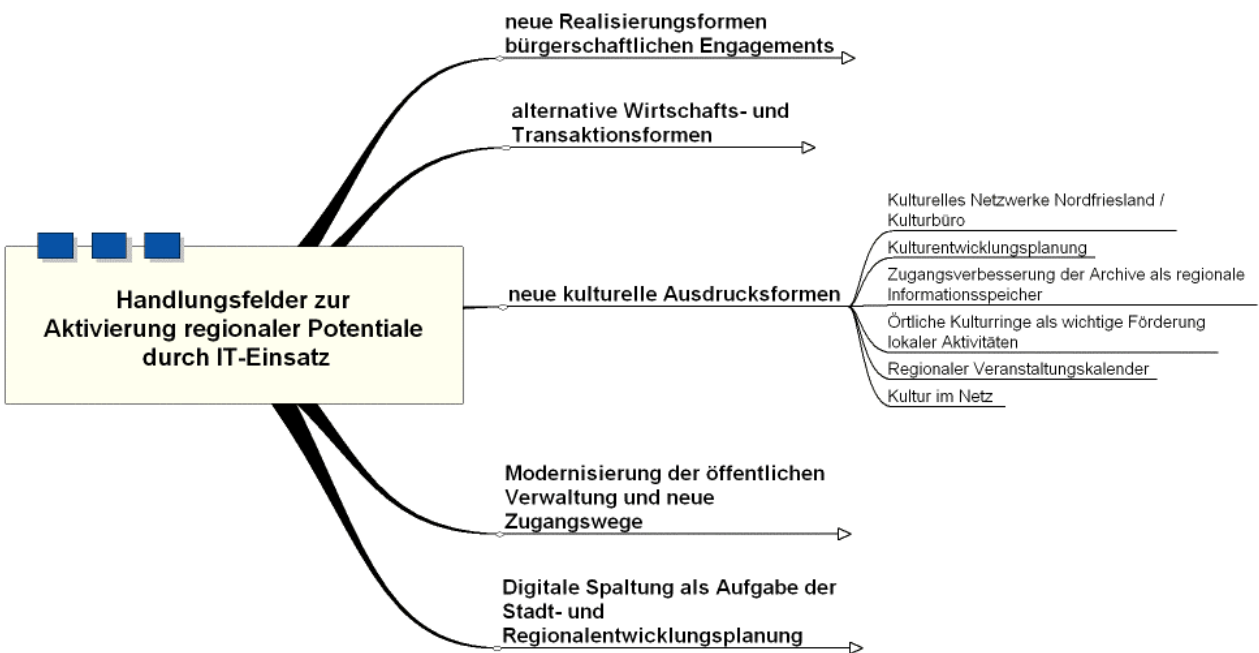 neue Realisierungsformen
bürgerschaftlichen Engagements
alternative Wirtschafts- und
Transaktionsformen
Handlungsfelder zur
Aktivierung regionaler Potentiale
durch IT-Einsatz
neue kulturelle Ausdrucksformen
Kulturelles Netzwerke Nordfriesland /
Kulturbüro
Kulturentwicklungsplanung
Zugangsverbesserung der Archive als regionale
Informationsspeicher
Örtliche Kulturringe als wichtige Förderung
lokaler Aktivitäten
Regionaler Veranstaltungskalender
Kultur im Netz
Modernisierung der öffentlichen
Verwaltung und neue
Zugangswege
Digitale Spaltung als Aufgabe der
Stadt- und
Regionalentwicklungsplanung